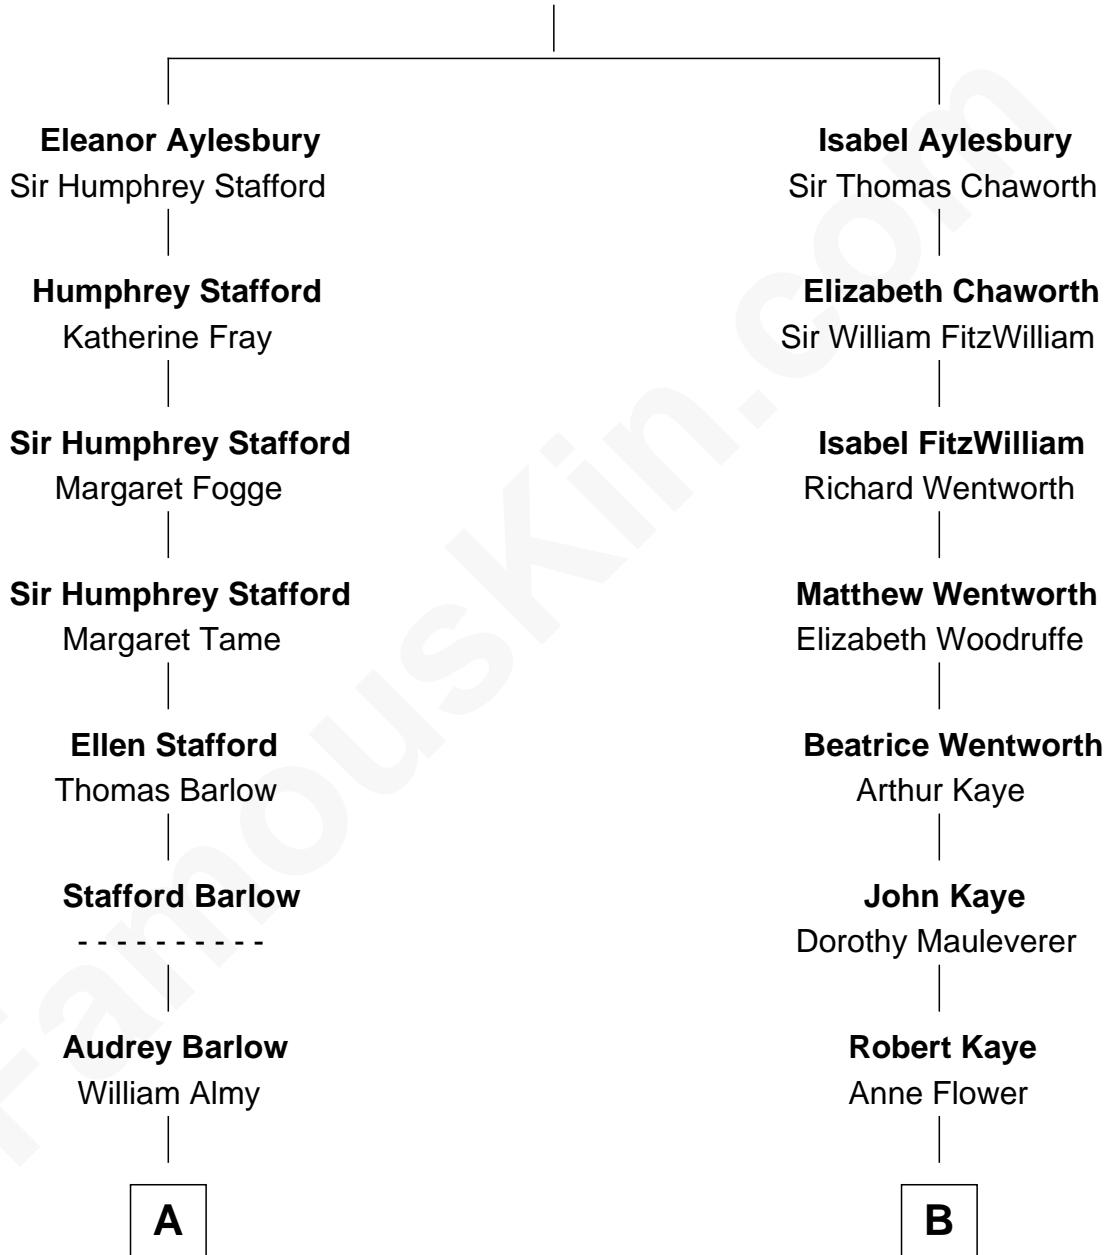 Eleanor Aylesbury
Sir Humphrey Stafford
Isabel Aylesbury
Sir Thomas Chaworth
Humphrey Stafford
Katherine Fray
Elizabeth Chaworth
Sir William FitzWilliam
Sir Humphrey Stafford
Margaret Fogge
Isabel FitzWilliam
Richard Wentworth
Sir Humphrey Stafford
Margaret Tame
Matthew Wentworth
Elizabeth Woodruffe
Ellen Stafford
Thomas Barlow
Beatrice Wentworth
Arthur Kaye
Stafford Barlow
- - - - - - - - - -
John Kaye
Dorothy Mauleverer
Audrey Barlow
William Almy
Robert Kaye
Anne Flower
A
B
FamousKin.com